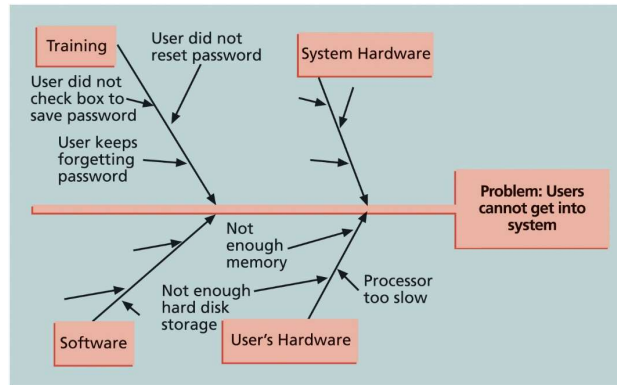 Training
User did not
reset password
System Hardware
User did not
check box to
save password
User keeps
forgetting
password
Problem: Users
cannot get into
system
Not
enough
memory
Not enough
hard disk
storage
Processor
too slow
Software
User's Hardware